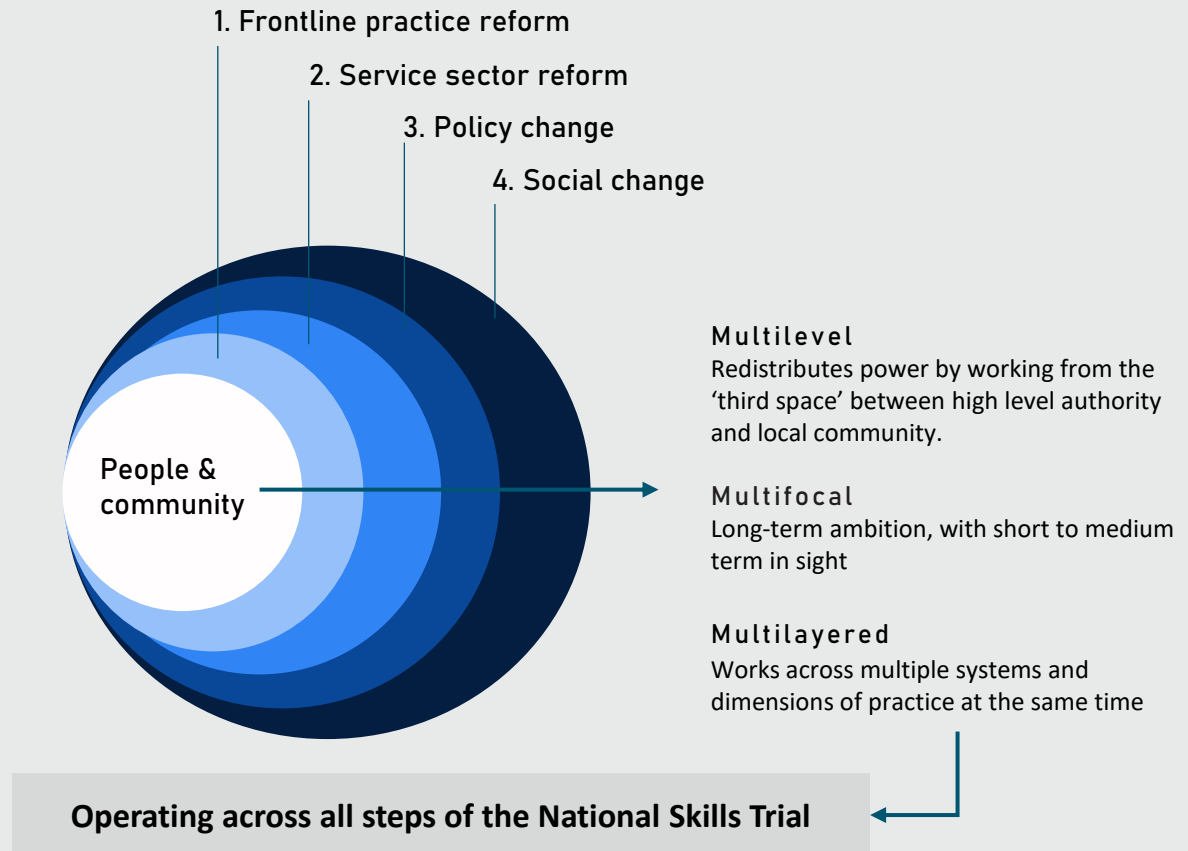 1. Frontline practice reform
2. Service sector reform
3. Policy change
4. Social change
People &
community
Multilevel
Redistributes power by working from the
‘third space’ between high level authority
and local community.
Multifocal
Long-term ambition, with short to medium
term in sight
Multilayered
Works across multiple systems and
dimensions of practice at the same time
Operating across all steps of the National Skills Trial